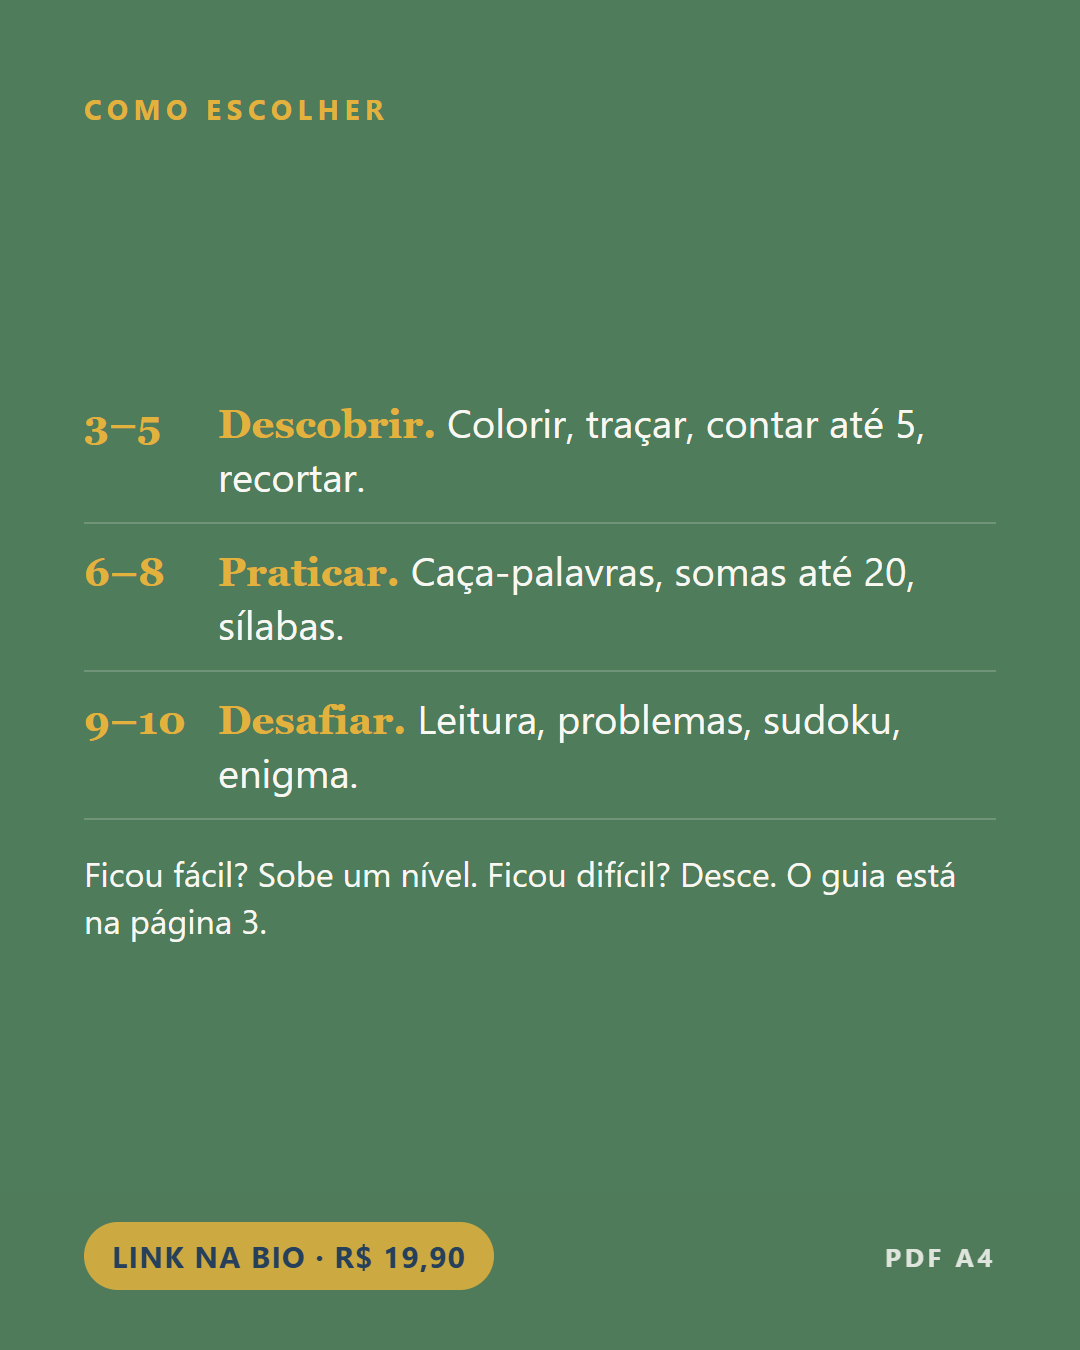 COMO ESCOLHER
3–5 Descobrir. Colorir, traçar, contar até 5,
recortar.
6–8 Praticar. Caça-palavras, somas até 20,
sílabas.
9–10 Desafiar. Leitura, problemas, sudoku,
enigma.
Ficou fácil? Sobe um nível. Ficou difícil? Desce. O guia está
na página 3.
LINK NA BIO · R$ 19,90
PDF A4